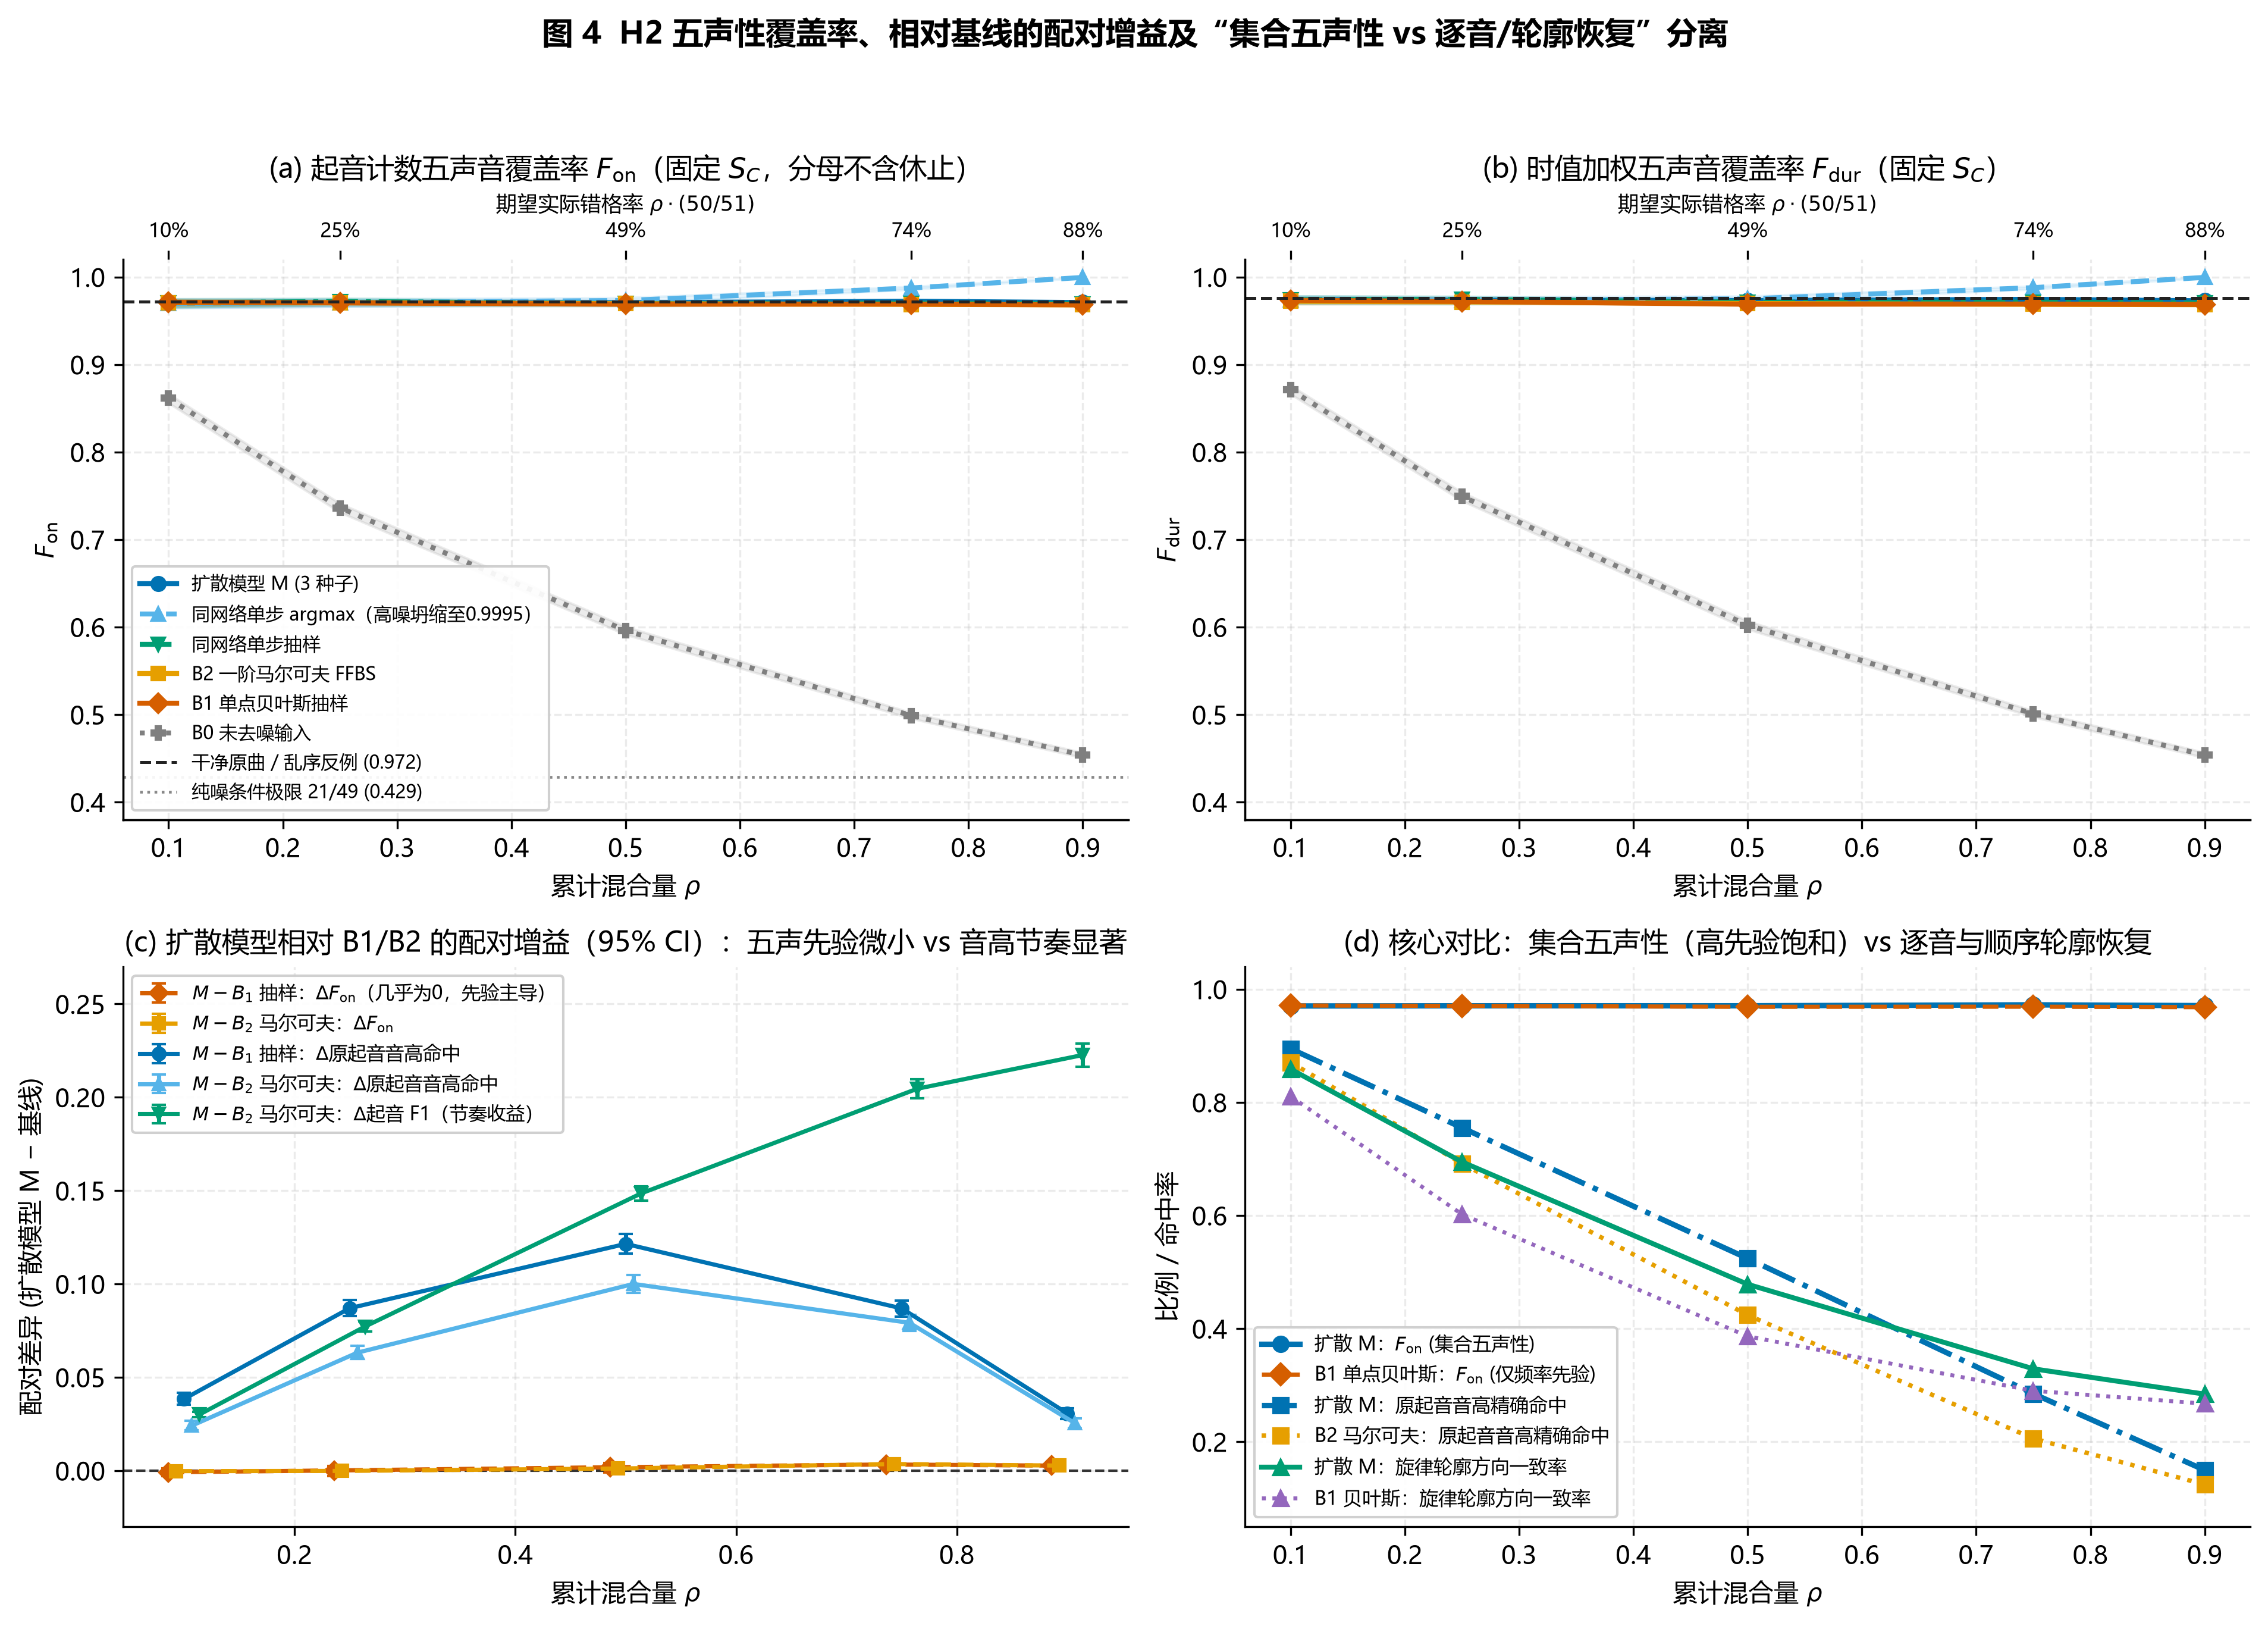 图 4 H2 五声性覆盖率、相对基线的配对增益及“集合五声性 vs 逐音/轮廓恢复”分离
(a) 起音计数五声音覆盖率 F_on（固定 S_C，分母不含休止）
期望实际错格率 ρ · (50/51)
10% 25% 49% 74% 88%
1.0
0.9
0.8
0.7
0.6
0.5
0.4
F_on
扩散模型 M (3 种子)
同网络单步 argmax（高噪坍缩至0.9995）
同网络单步抽样
B2 一阶马尔可夫 FFBS
B1 单点贝叶斯抽样
B0 未去噪输入
干净原曲 / 乱序反例 (0.972)
纯噪条件极限 21/49 (0.429)
0.1 0.2 0.3 0.4 0.5 0.6 0.7 0.8 0.9
累计混合量 ρ
(b) 时值加权五声音覆盖率 F_dur（固定 S_C）
期望实际错格率 ρ · (50/51)
10% 25% 49% 74% 88%
1.0
0.9
0.8
0.7
0.6
0.5
0.4
F_dur
0.1 0.2 0.3 0.4 0.5 0.6 0.7 0.8 0.9
累计混合量 ρ
(c) 扩散模型相对 B1/B2 的配对增益（95% CI）：五声先验微小 vs 音高节奏显著
0.25
0.20
0.15
0.10
0.05
0.00
配对差异 (扩散模型 M − 基线)
M − B_1 抽样：ΔF_on（几乎为0，先验主导）
M − B_2 马尔可夫：ΔF_on
M − B_1 抽样：Δ原起音音高命中
M − B_2 马尔可夫：Δ原起音音高命中
M − B_2 马尔可夫：Δ起音 F1（节奏收益）
0.2 0.4 0.6 0.8
累计混合量 ρ
(d) 核心对比：集合五声性（高先验饱和）vs 逐音与顺序轮廓恢复
1.0
0.8
0.6
0.4
0.2
比例 / 命中率
扩散 M：F_on (集合五声性)
B1 单点贝叶斯：F_on (仅频率先验)
扩散 M：原起音音高精确命中
B2 马尔可夫：原起音音高精确命中
扩散 M：旋律轮廓方向一致率
B1 贝叶斯：旋律轮廓方向一致率
0.1 0.2 0.3 0.4 0.5 0.6 0.7 0.8 0.9
累计混合量 ρ